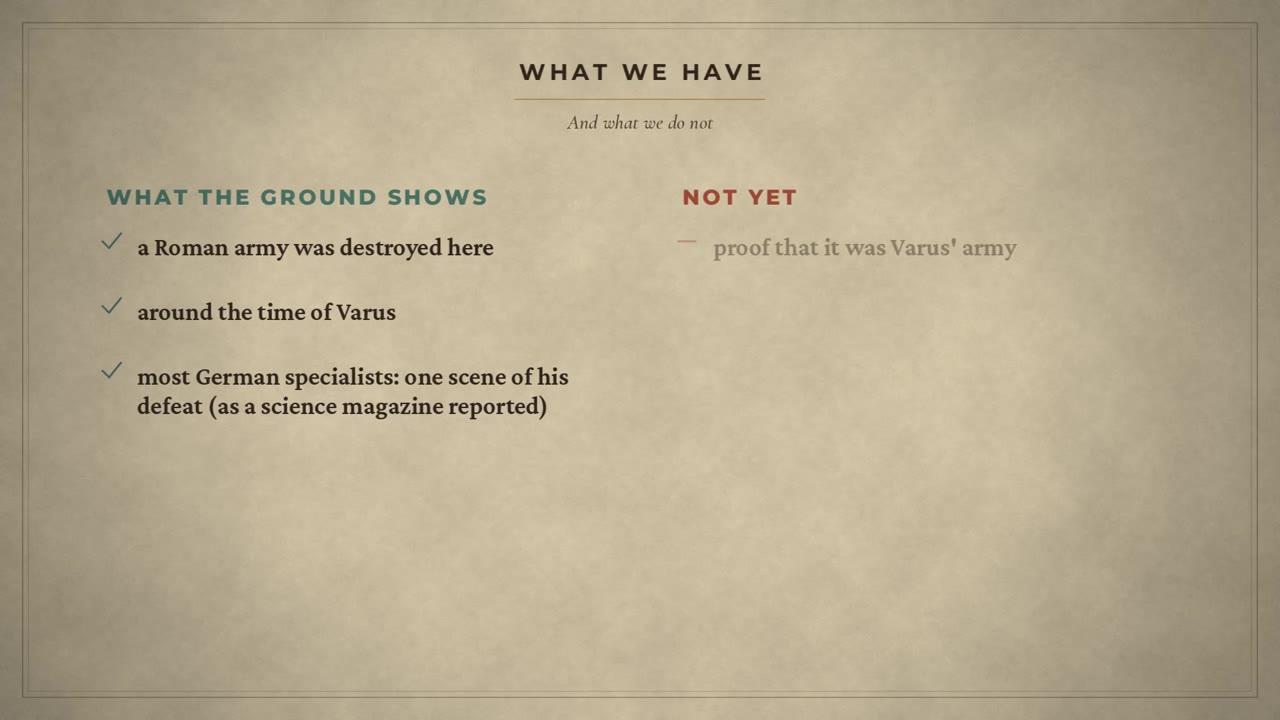 WHAT WE HAVE
And what we do not
WHAT THE GROUND SHOWS
a Roman army was destroyed here
around the time of Varus
most German specialists: one scene of his
defeat (as a science magazine reported)
NOT YET
proof that it was Varus' army